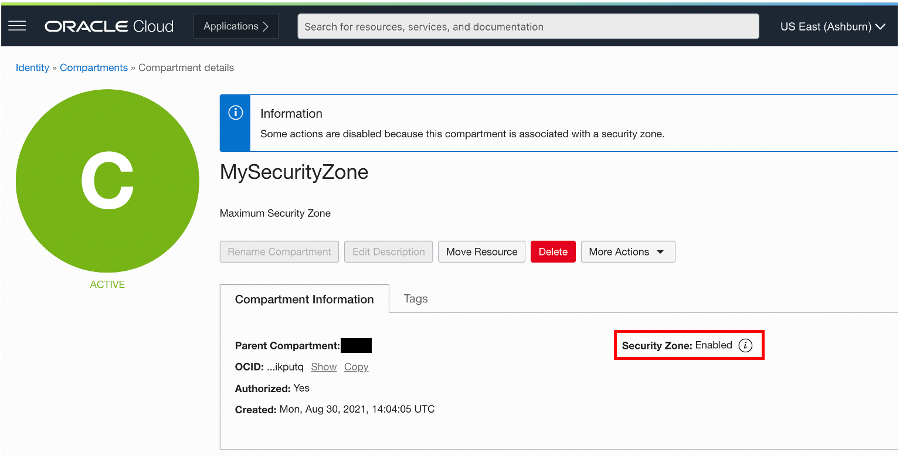 ORACLE Cloud
Applications >
Search for resources, services, and documentation
US East (Ashburn)
Identity » Compartments » Compartment details
C
ACTIVE
i
Information
Some actions are disabled because this compartment is associated with a security zone.
MySecurityZone
Maximum Security Zone
Rename Compartment
Edit Description
Move Resource
Delete
More Actions
Compartment Information
Tags
Parent Compartment:
OCID: ...ikputq Show Copy
Authorized: Yes
Created: Mon, Aug 30, 2021, 14:04:05 UTC
Security Zone: Enabled i